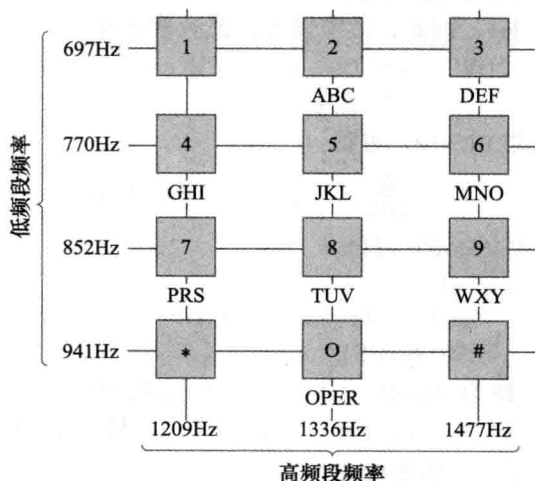 697Hz 1 2 3
ABC DEF
770Hz 4 5 6
GHI JKL MNO
852Hz 7 8 9
PRS TUV WXY
941Hz * O #
OPER
1209Hz 1336Hz 1477Hz
低频段频率
高频段频率